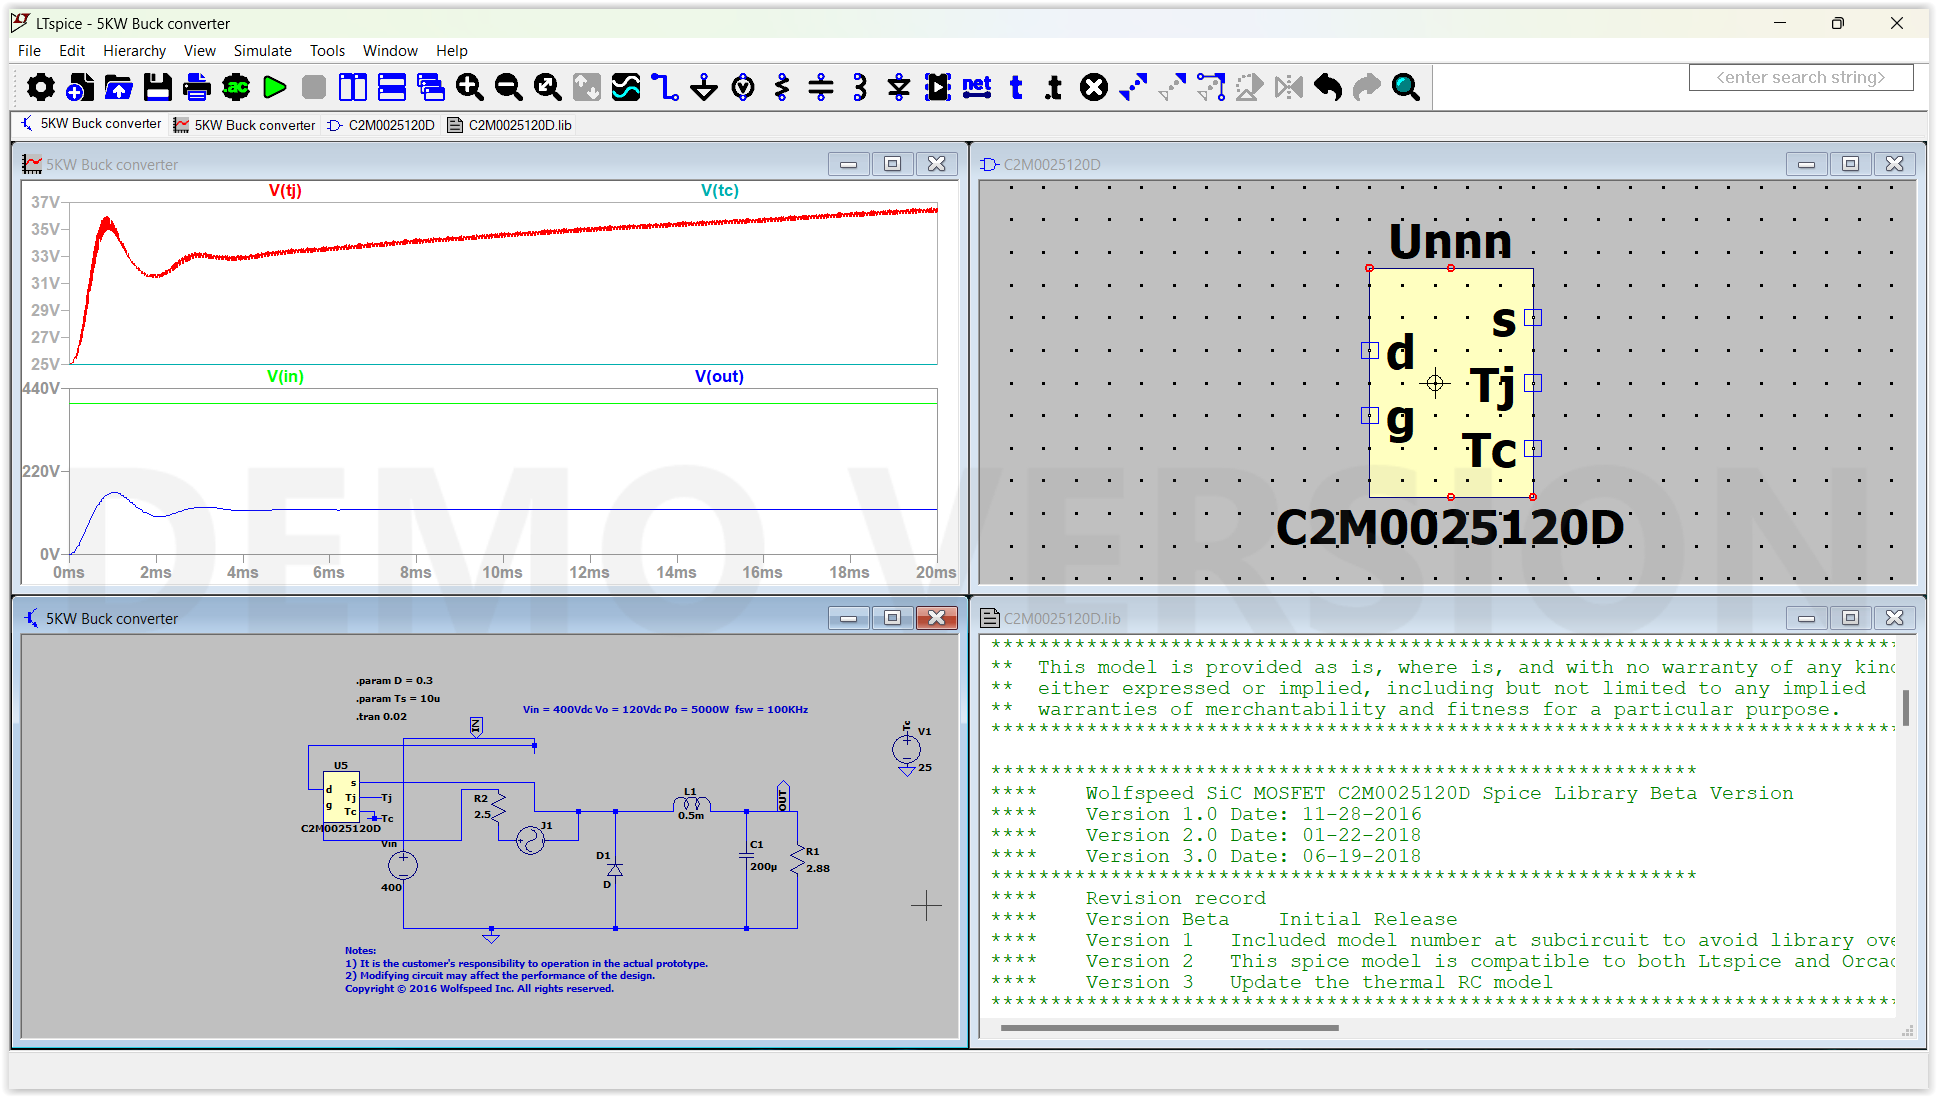 LTspice - 5KW Buck converter
File Edit Hierarchy View Simulate Tools Window Help
.ac net t .t <enter search string>
5KW Buck converter 5KW Buck converter C2M0025120D C2M0025120D.lib
5KW Buck converter
V(tj) V(tc)
37V
35V
33V
31V
29V
27V
25V
V(in) V(out)
440V
220V
0V
0ms 2ms 4ms 6ms 8ms 10ms 12ms 14ms 16ms 18ms 20ms
C2M0025120D
Unnn
s
d
Tj
g
Tc
C2M0025120D
DEMO VERSION
5KW Buck converter
.param D = 0.3
.param Ts = 10u
.tran 0.02
Vin = 400Vdc Vo = 120Vdc Po = 5000W fsw = 100KHz
IN
Tc
V1
25
U5
s
d
Tj Tj
g
Tc Tc
C2M0025120D
Vin
400
R2
2.5
J1
D1
D
L1
0.5m
OUT
C1
200µ
R1
2.88
Notes:
1) It is the customer's responsibility to operation in the actual prototype.
2) Modifying circuit may affect the performance of the design.
Copyright © 2016 Wolfspeed Inc. All rights reserved.
C2M0025120D.lib
****************************************************************************
** This model is provided as is, where is, and with no warranty of any kind
** either expressed or implied, including but not limited to any implied
** warranties of merchantability and fitness for a particular purpose.
****************************************************************************
***********************************************************
**** Wolfspeed SiC MOSFET C2M0025120D Spice Library Beta Version
**** Version 1.0 Date: 11-28-2016
**** Version 2.0 Date: 01-22-2018
**** Version 3.0 Date: 06-19-2018
***********************************************************
**** Revision record
**** Version Beta Initial Release
**** Version 1 Included model number at subcircuit to avoid library ove
**** Version 2 This spice model is compatible to both Ltspice and Orcad
**** Version 3 Update the thermal RC model
****************************************************************************